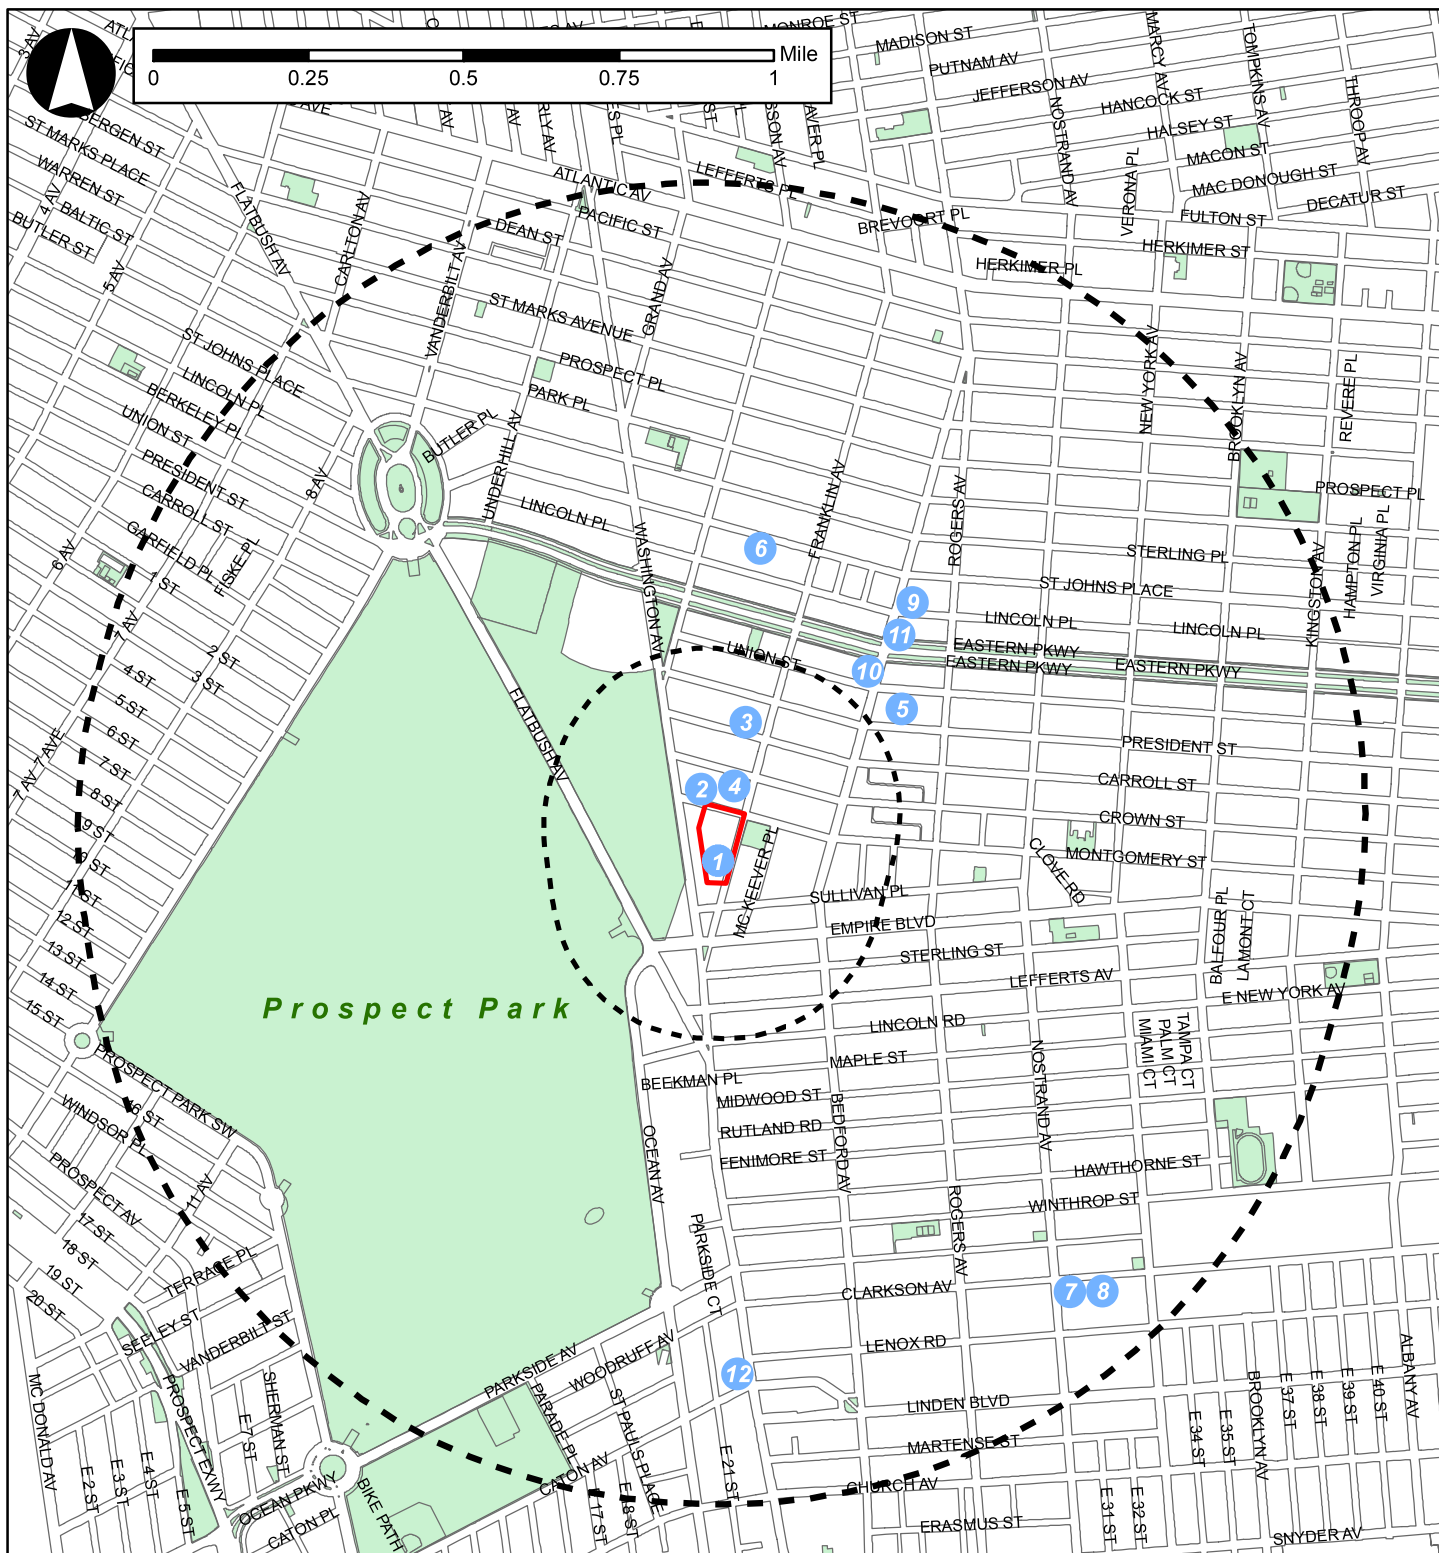 Mile
0
0.25
0.5
0.75
1
MONROE ST
MADISON ST
PUTNAM AV
JEFFERSON AV
HANCOCK ST
HALSEY ST
MACON ST
MAC DONOUGH ST
DECATUR ST
MARCY AV
TOMPKINS AV
THROOP AV
NOSTRAND AV
VERONA PL
FULTON ST
HERKIMER ST
HERKIMER PL
BREVOORT PL
LEFFERTS PL
ATLANTIC AV
PACIFIC ST
DEAN ST
BERGEN ST
ST MARKS PLACE
WARREN ST
BALTIC ST
BUTLER ST
3 AV
4 AV
5 AV
FLATBUSH AV
CARLTON AV
VANDERBILT AV
GRAND AV
ST MARKS AVENUE
PROSPECT PL
PARK PL
BUTLER PL
UNDERHILL AV
ST JOHNS PLACE
LINCOLN PL
BERKELEY PL
UNION ST
PRESIDENT ST
CARROLL ST
GARFIELD PL
FISKE PL
8 AV
6 AV
7 AV
1 ST
2 ST
3 ST
4 ST
5 ST
6 ST
7 ST
8 ST
9 ST
10 ST
11 ST
12 ST
13 ST
14 ST
15 ST
7 AVE
7 AV
LINCOLN PL
WASHINGTON AV
FRANKLIN AV
ROGERS AV
NEW YORK AV
BROOKLYN AV
REVERE PL
PROSPECT PL
KINGSTON AV
HAMPTON PL
VIRGINIA PL
STERLING PL
ST JOHNS PLACE
LINCOLN PL
LINCOLN PL
EASTERN PKWY
EASTERN PKWY
EASTERN PKWY
UNION ST
PRESIDENT ST
CARROLL ST
CROWN ST
MONTGOMERY ST
CLOVE RD
SULLIVAN PL
MC KEEVER PL
EMPIRE BLVD
STERLING ST
LEFFERTS AV
BALFOUR PL
LAMONT CT
E NEW YORK AV
FLATBUSH AV
6
9
11
10
5
3
2
4
1
7
8
12
Prospect Park
LINCOLN RD
MAPLE ST
BEEKMAN PL
MIDWOOD ST
RUTLAND RD
FENIMORE ST
BEDFORD AV
NOSTRAND AV
MIAMI CT
PALM CT
TAMPA CT
HAWTHORNE ST
WINTHROP ST
ROGERS AV
OCEAN AV
PARKSIDE CT
CLARKSON AV
LENOX RD
LINDEN BLVD
MARTENSE ST
CHURCH AV
ERASMUS ST
SNYDER AV
PROSPECT PARK SW
16 ST
WINDSOR PL
PROSPECT AV
11 AV
17 ST
18 ST
19 ST
20 ST
TERRACE PL
SEELEY ST
VANDERBILT ST
SHERMAN ST
MC DONALD AV
PROSPECT EXWY
E 2 ST
E 3 ST
E 4 ST
E 5 ST
E 7 ST
OCEAN PKWY
CATON PL
BIKE PATH
PARKSIDE AV
WOODRUFF AV
PARADE PL
ST PAULS PLACE
CATON AV
E 17 ST
E 18 ST
E 21 ST
E 31 ST
E 32 ST
E 34 ST
E 35 ST
BROOKLYN AV
E 37 ST
E 38 ST
E 39 ST
E 40 ST
ALBANY AV